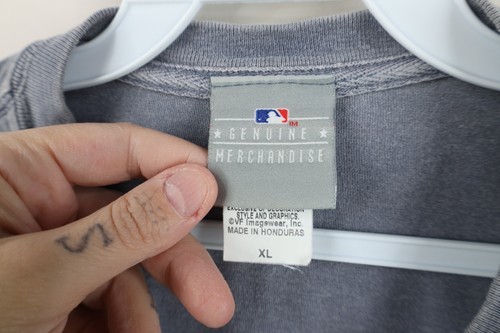 GENUINE
MERCHANDISE
EXCLUSIVE OF DECORATION
STYLE AND GRAPHICS.
©VF Imagewear, Inc.
MADE IN HONDURAS
XL